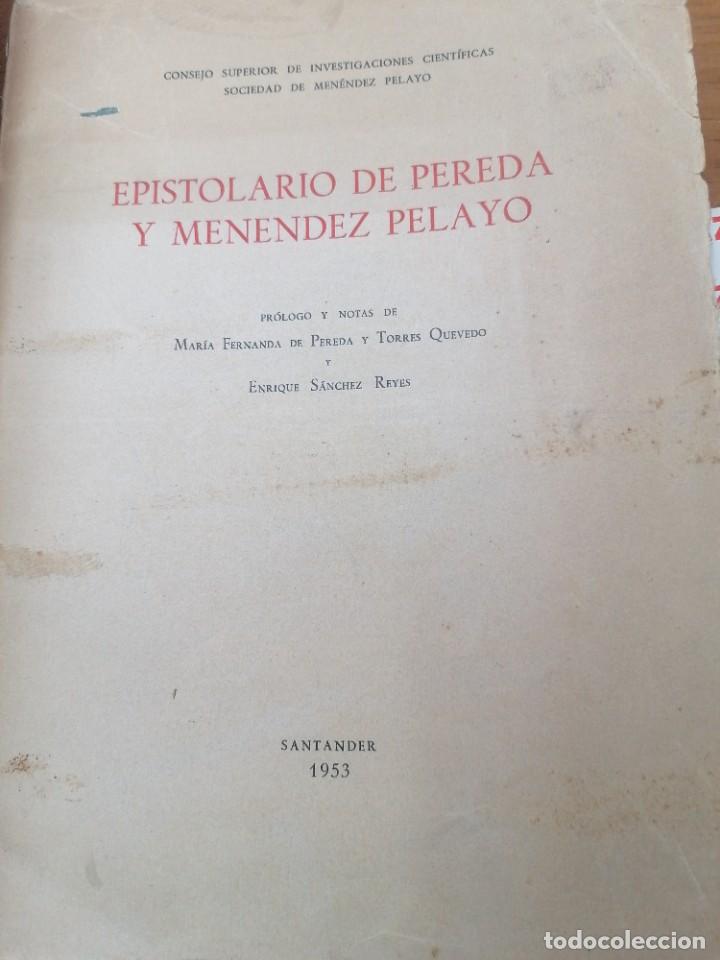 CONSEJO SUPERIOR DE INVESTIGACIONES CIENTÍFICAS
SOCIEDAD DE MENÉNDEZ PELAYO
EPISTOLARIO DE PEREDA
Y MENENDEZ PELAYO
PRÓLOGO Y NOTAS DE
MARÍA FERNANDA DE PEREDA Y TORRES QUEVEDO
Y
ENRIQUE SÁNCHEZ REYES
SANTANDER
1953
todocoleccion